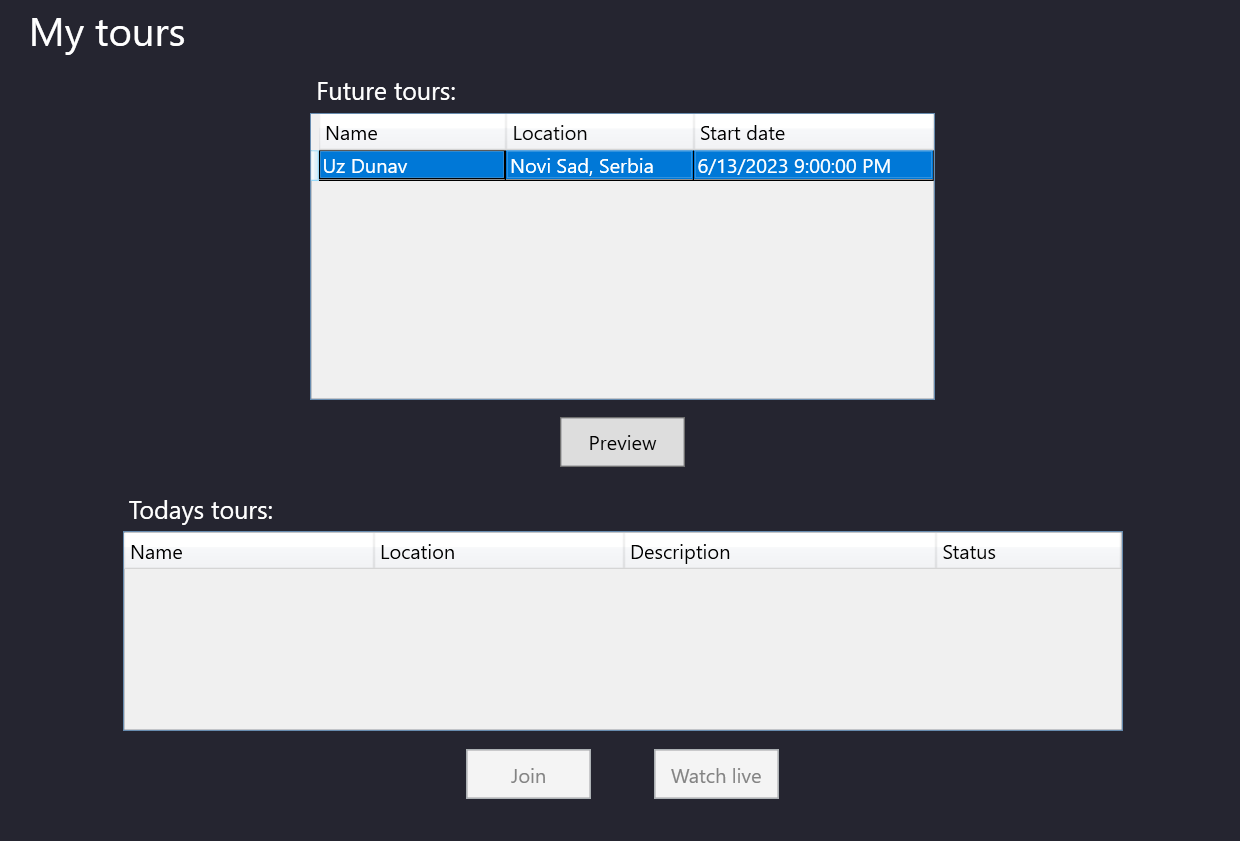 My tours
Future tours:
Name Location Start date
Uz Dunav Novi Sad, Serbia 6/13/2023 9:00:00 PM
Preview
Todays tours:
Name Location Description Status
Join Watch live